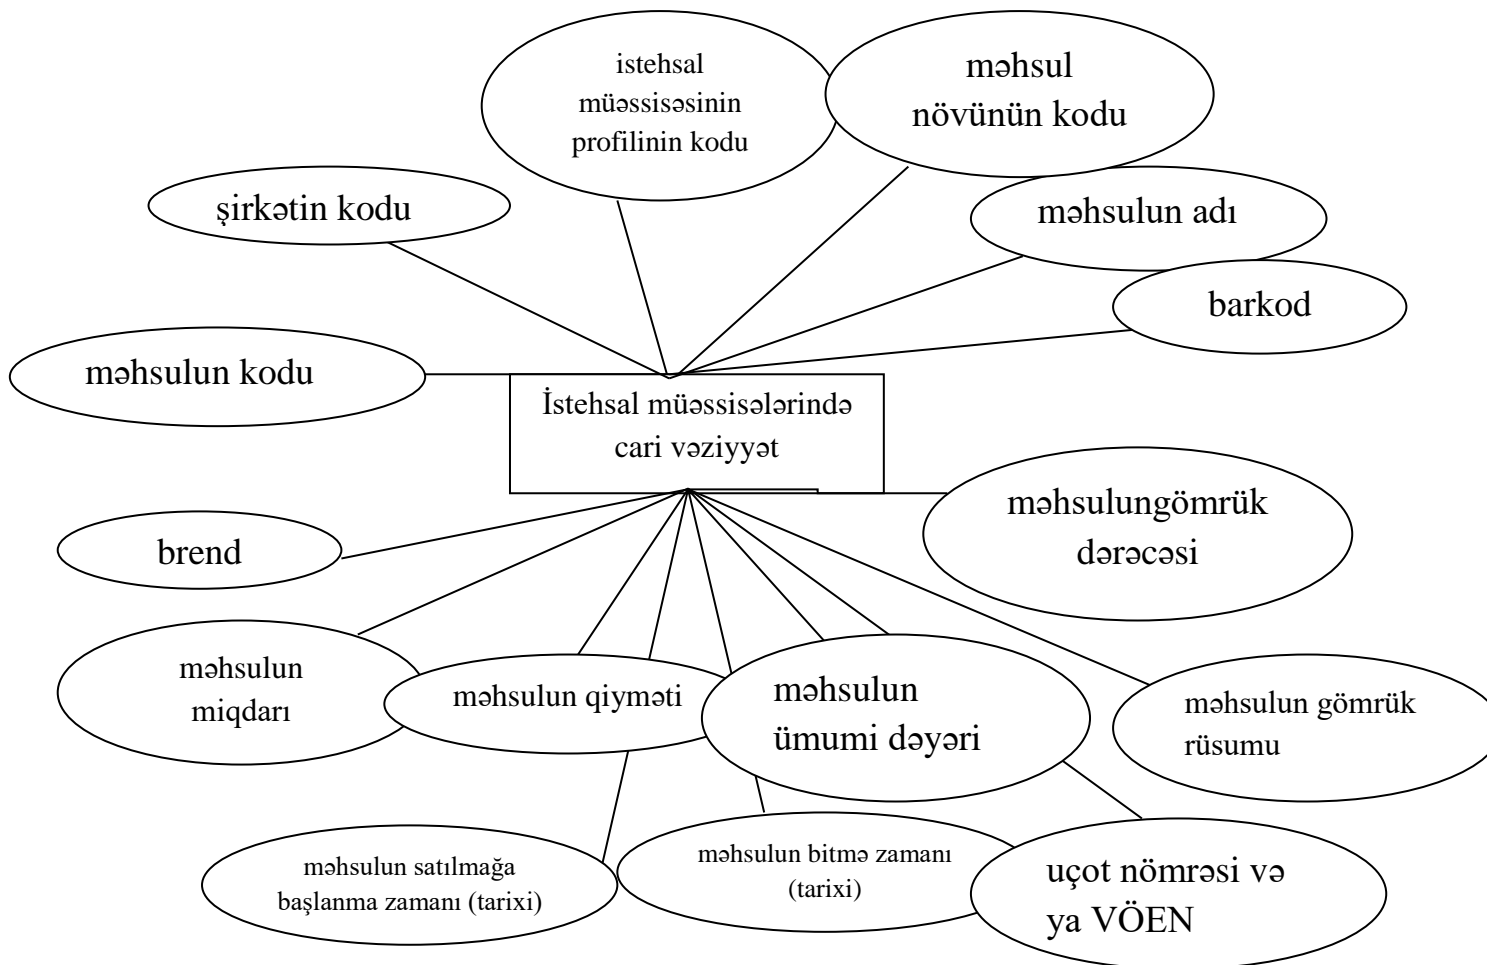 istehsal
müəssisəsinin
profilinin kodu
məhsul
növünün kodu
şirkətin kodu
məhsulun adı
barkod
məhsulun kodu
İstehsal müəssisələrində
cari vəziyyət
məhsulungömrük
dərəcəsi
brend
məhsulun
miqdarı
məhsulun qiyməti
məhsulun
ümumi dəyəri
məhsulun gömrük
rüsumu
məhsulun satılmağa
başlanma zamanı (tarixi)
məhsulun bitmə zamanı
(tarixi)
uçot nömrəsi və
ya VÖEN